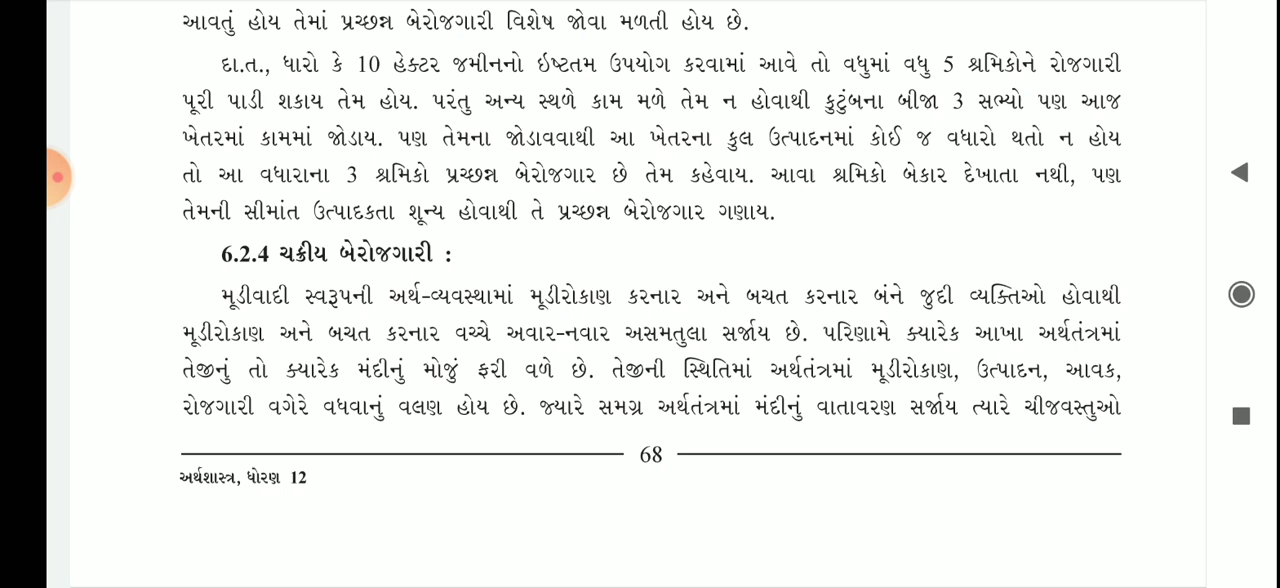 આવતું હોય તેમાં પ્રચ્છન્ન બેરોજગારી વિશેષ જોવા મળતી હોય છે.
દા.ત., ધારો કે 10 હેક્ટર જમીનનો ઇષ્ટતમ ઉપયોગ કરવામાં આવે તો વધુમાં વધુ 5 શ્રમિકોને રોજગારી
પૂરી પાડી શકાય તેમ હોય. પરંતુ અન્ય સ્થળે કામ મળે તેમ ન હોવાથી કુટુંબના બીજા 3 સભ્યો પણ આજ
ખેતરમાં કામમાં જોડાય. પણ તેમના જોડાવવાથી આ ખેતરના કુલ ઉત્પાદનમાં કોઈ જ વધારો થતો ન હોય
તો આ વધારાના 3 શ્રમિકો પ્રચ્છન્ન બેરોજગાર છે તેમ કહેવાય. આવા શ્રમિકો બેકાર દેખાતા નથી, પણ
તેમની સીમાંત ઉત્પાદકતા શૂન્ય હોવાથી તે પ્રચ્છન્ન બેરોજગાર ગણાય.
6.2.4 ચક્રીય બેરોજગારી :
મૂડીવાદી સ્વરૂપની અર્થ-વ્યવસ્થામાં મૂડીરોકાણ કરનાર અને બચત કરનાર બંને જુદી વ્યક્તિઓ હોવાથી
મૂડીરોકાણ અને બચત કરનાર વચ્ચે અવાર-નવાર અસમતુલા સર્જાય છે. પરિણામે ક્યારેક આખા અર્થતંત્રમાં
તેજીનું તો ક્યારેક મંદીનું મોજું ફરી વળે છે. તેજીની સ્થિતિમાં અર્થતંત્રમાં મૂડીરોકાણ, ઉત્પાદન, આવક,
રોજગારી વગેરે વધવાનું વલણ હોય છે. જ્યારે સમગ્ર અર્થતંત્રમાં મંદીનું વાતાવરણ સર્જાય ત્યારે ચીજવસ્તુઓ
68
અર્થશાસ્ત્ર, ધોરણ 12